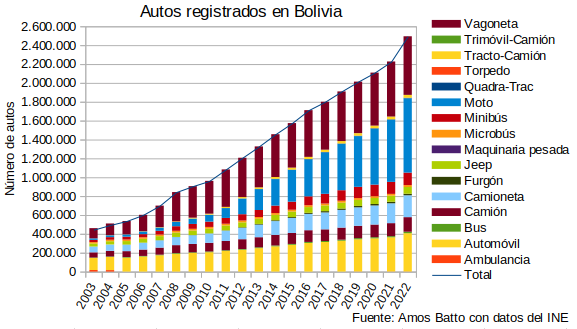 Autos registrados en Bolivia
Número de autos
2.600.000
2.400.000
2.200.000
2.000.000
1.800.000
1.600.000
1.400.000
1.200.000
1.000.000
800.000
600.000
400.000
200.000
0
2003
2004
2005
2006
2007
2008
2009
2010
2011
2012
2013
2014
2015
2016
2017
2018
2019
2020
2021
2022
Vagoneta
Trimóvil-Camión
Tracto-Camión
Torpedo
Quadra-Trac
Moto
Minibús
Microbús
Maquinaria pesada
Jeep
Furgón
Camioneta
Camión
Bus
Automóvil
Ambulancia
Total
Fuente: Amos Batto con datos del INE